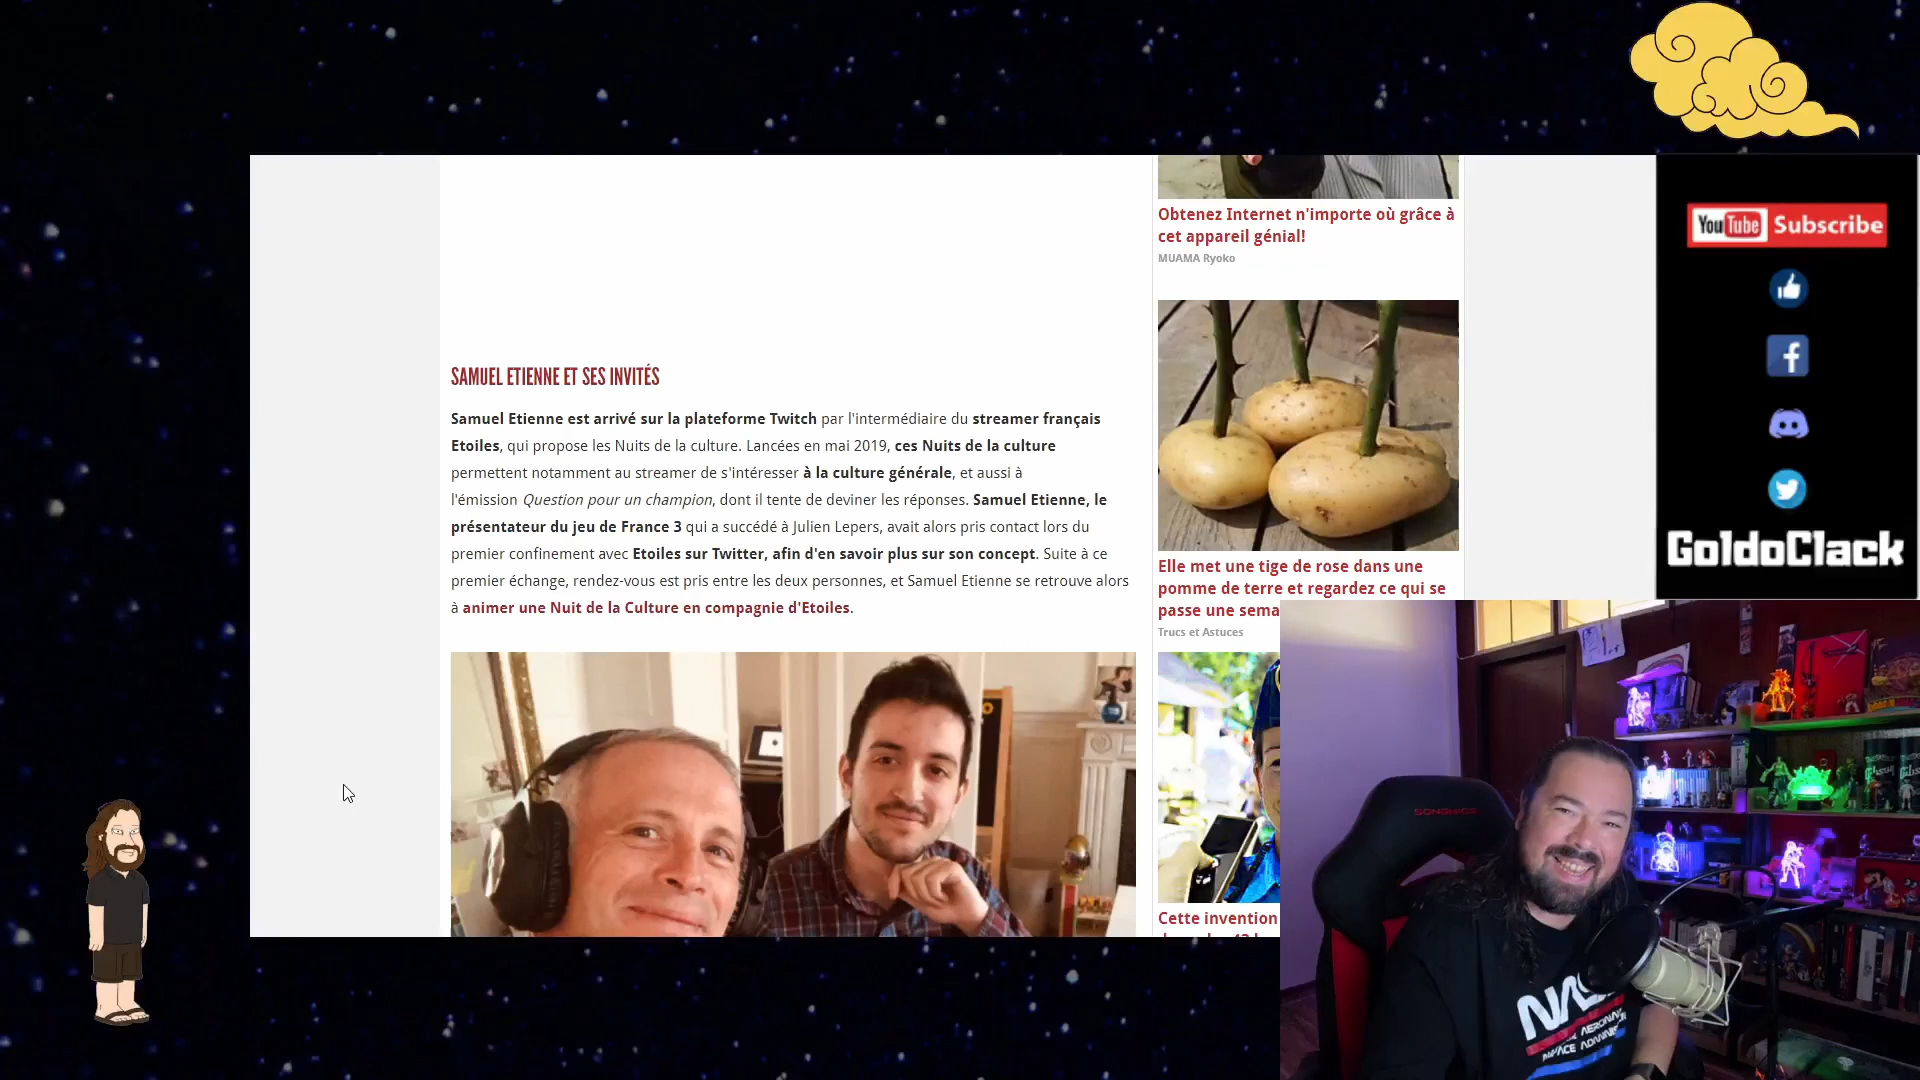 Obtenez Internet n'importe où grâce à
cet appareil génial!
MUAMA Ryoko
SAMUEL ETIENNE ET SES INVITÉS
Samuel Etienne est arrivé sur la plateforme Twitch par l'intermédiaire du streamer français
Etoiles, qui propose les Nuits de la culture. Lancées en mai 2019, ces Nuits de la culture
permettent notamment au streamer de s'intéresser à la culture générale, et aussi à
l'émission Question pour un champion, dont il tente de deviner les réponses. Samuel Etienne, le
présentateur du jeu de France 3 qui a succédé à Julien Lepers, avait alors pris contact lors du
premier confinement avec Etoiles sur Twitter, afin d'en savoir plus sur son concept. Suite à ce
premier échange, rendez-vous est pris entre les deux personnes, et Samuel Etienne se retrouve alors
à animer une Nuit de la Culture en compagnie d'Etoiles.
Elle met une tige de rose dans une
pomme de terre et regardez ce qui se
passe une sema
Trucs et Astuces
Cette invention
YouTube Subscribe
GoldoClack
SONGMICS